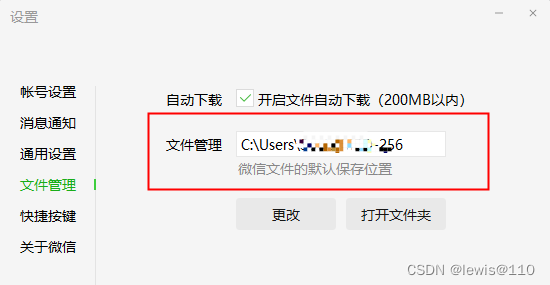 设置
帐号设置
消息通知
通用设置
文件管理
快捷按键
关于微信
自动下载 开启文件自动下载（200MB以内）
文件管理 C:\Users\ -256
微信文件的默认保存位置
更改 打开文件夹
CSDN @lewis@110